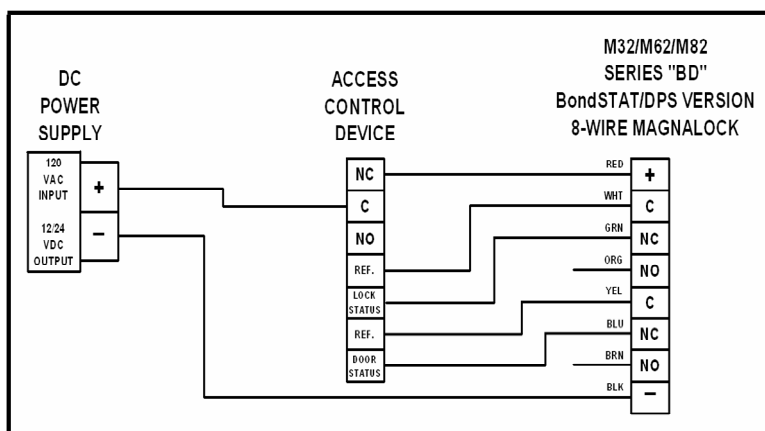 DC
POWER
SUPPLY
120
VAC
INPUT
12/24
VDC
OUTPUT
+
−
ACCESS
CONTROL
DEVICE
NC
C
NO
REF.
LOCK
STATUS
REF.
DOOR
STATUS
M32/M62/M82
SERIES "BD"
BondSTAT/DPS VERSION
8-WIRE MAGNALOCK
RED +
WHT C
GRN NC
ORG NO
YEL C
BLU NC
BRN NO
BLK −